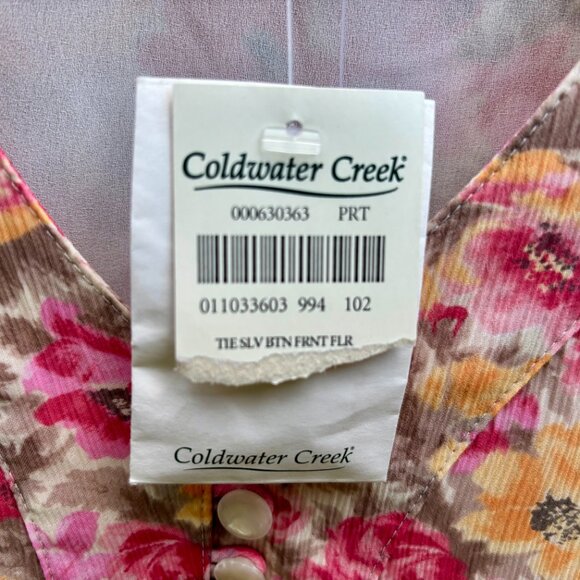 Coldwater Creek®
000630363 PRT
011033603 994 102
TIE SLV BTN FRNT FLR
Coldwater Creek®